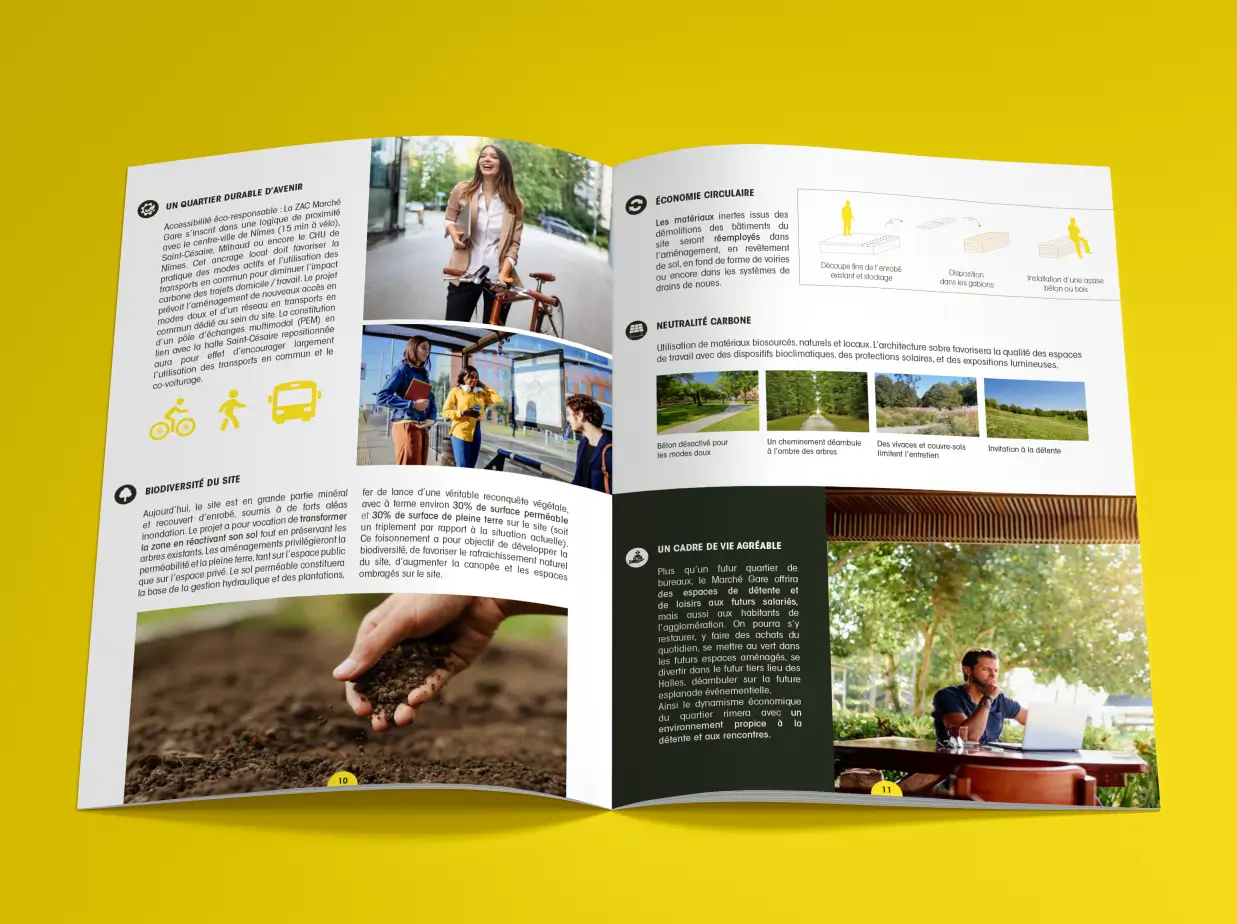 UN QUARTIER DURABLE D'AVENIR
Accessibilité éco-responsable : La ZAC Marché
Gare s'inscrit dans une logique de proximité
avec le centre-ville de Nîmes (15 min à vélo),
Saint-Césaire, Milhaud ou encore le CHU de
Nîmes. Cet ancrage local doit favoriser la
pratique des modes actifs et l'utilisation des
transports en commun pour diminuer l'impact
carbone des trajets domicile / travail. Le projet
prévoit l'aménagement de nouveaux accès en
modes doux et d'un réseau en transports en
commun dédié au sein du site. La constitution
d'un pôle d'échanges multimodal (PEM) en
lien avec la halte Saint-Césaire repositionnée
aura pour effet d'encourager largement
l'utilisation des transports en commun et le
co-voiturage.
BIODIVERSITÉ DU SITE
Aujourd'hui, le site est en grande partie minéral
et recouvert d'enrobé, soumis à de forts aléas
inondation. Le projet a pour vocation de transformer
la zone en réactivant son sol tout en préservant les
arbres existants. Les aménagements privilégieront la
perméabilité et la pleine terre, tant sur l'espace public
que sur l'espace privé. Le sol perméable constituera
la base de la gestion hydraulique et des plantations,
fer de lance d'une véritable reconquête végétale,
avec à terme environ 30% de surface perméable
et 30% de surface de pleine terre sur le site (soit
un triplement par rapport à la situation actuelle).
Ce foisonnement a pour objectif de développer la
biodiversité, de favoriser le rafraichissement naturel
du site, d'augmenter la canopée et les espaces
ombragés sur le site.
10
ÉCONOMIE CIRCULAIRE
Les matériaux inertes issus des
démolitions des bâtiments du
site seront réemployés dans
l'aménagement, en revêtement
de sol, en fond de forme de voiries
ou encore dans les systèmes de
drains de noues.
Découpe fine de l'enrobé
existant et stockage
Disposition
dans les gabions
Installation d'une assise
béton ou bois
NEUTRALITÉ CARBONE
Utilisation de matériaux biosourcés, naturels et locaux. L'architecture sobre favorisera la qualité des espaces
de travail avec des dispositifs bioclimatiques, des protections solaires, et des expositions lumineuses.
Béton désactivé pour
les modes doux
Un cheminement déambule
à l'ombre des arbres
Des vivaces et couvre-sols
limitent l'entretien
Invitation à la détente
UN CADRE DE VIE AGRÉABLE
Plus qu'un futur quartier de
bureaux, le Marché Gare offrira
des espaces de détente et
de loisirs aux futurs salariés,
mais aussi aux habitants de
l'agglomération. On pourra s'y
restaurer, y faire des achats du
quotidien, se mettre au vert dans
les futurs espaces aménagés, se
divertir dans le futur tiers lieu des
Halles, déambuler sur la future
esplanade événementielle.
Ainsi le dynamisme économique
du quartier rimera avec un
environnement propice à la
détente et aux rencontres.
11